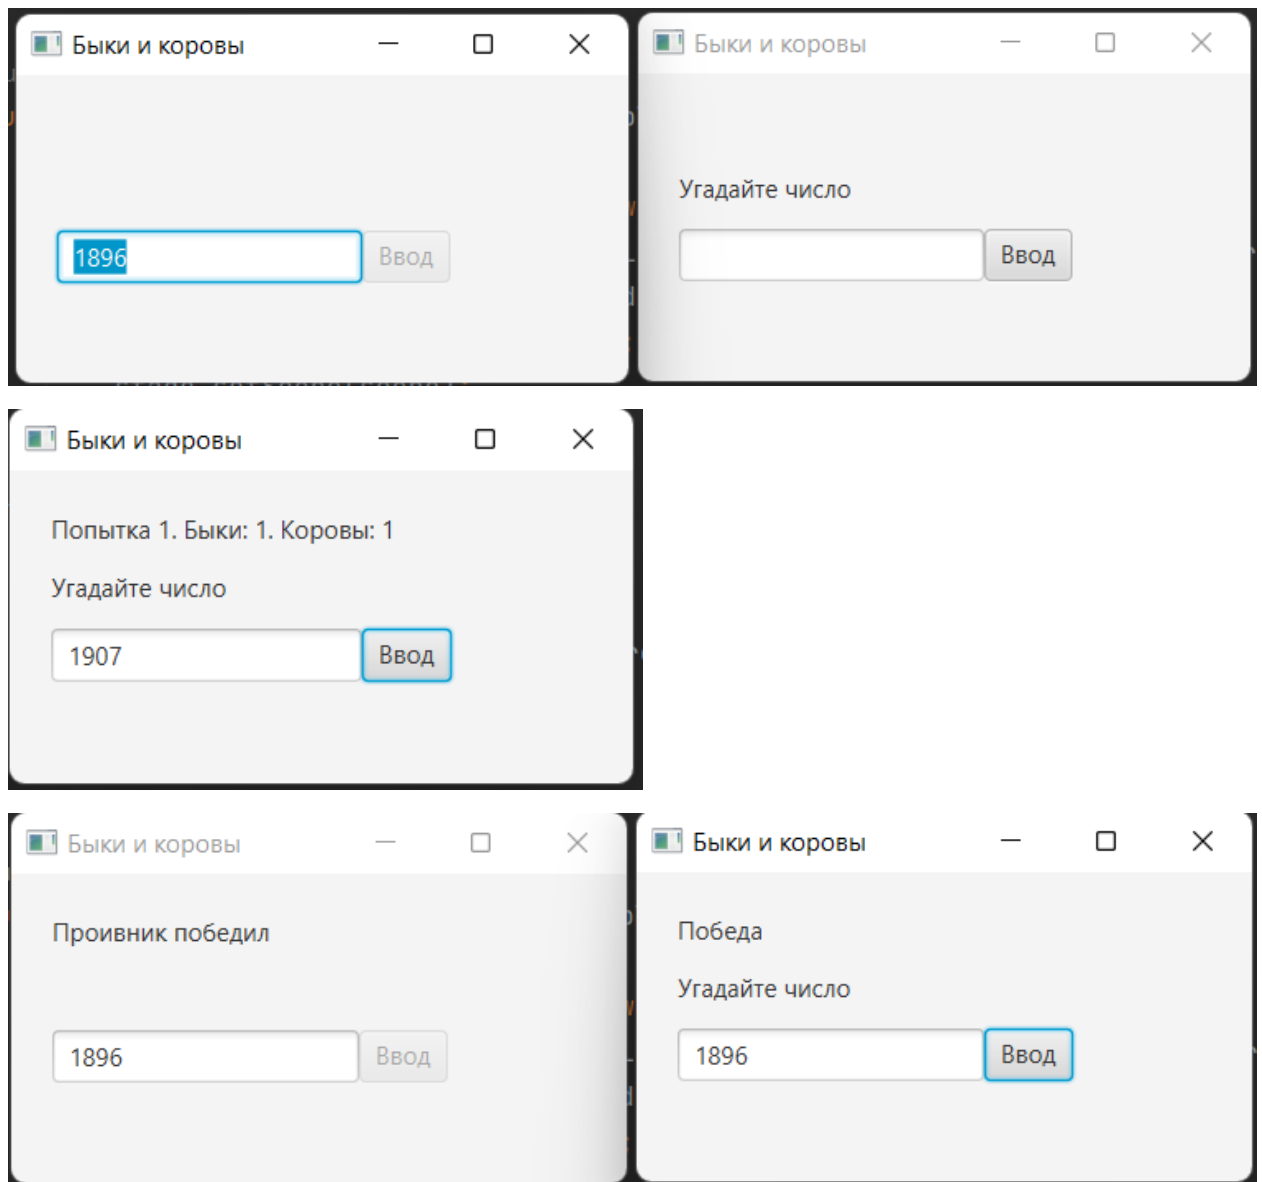 Быки и коровы
1896 Ввод
Быки и коровы
Угадайте число
Ввод
Быки и коровы
Попытка 1. Быки: 1. Коровы: 1
Угадайте число
1907 Ввод
Быки и коровы
Проивник победил
1896 Ввод
Быки и коровы
Победа
Угадайте число
1896 Ввод